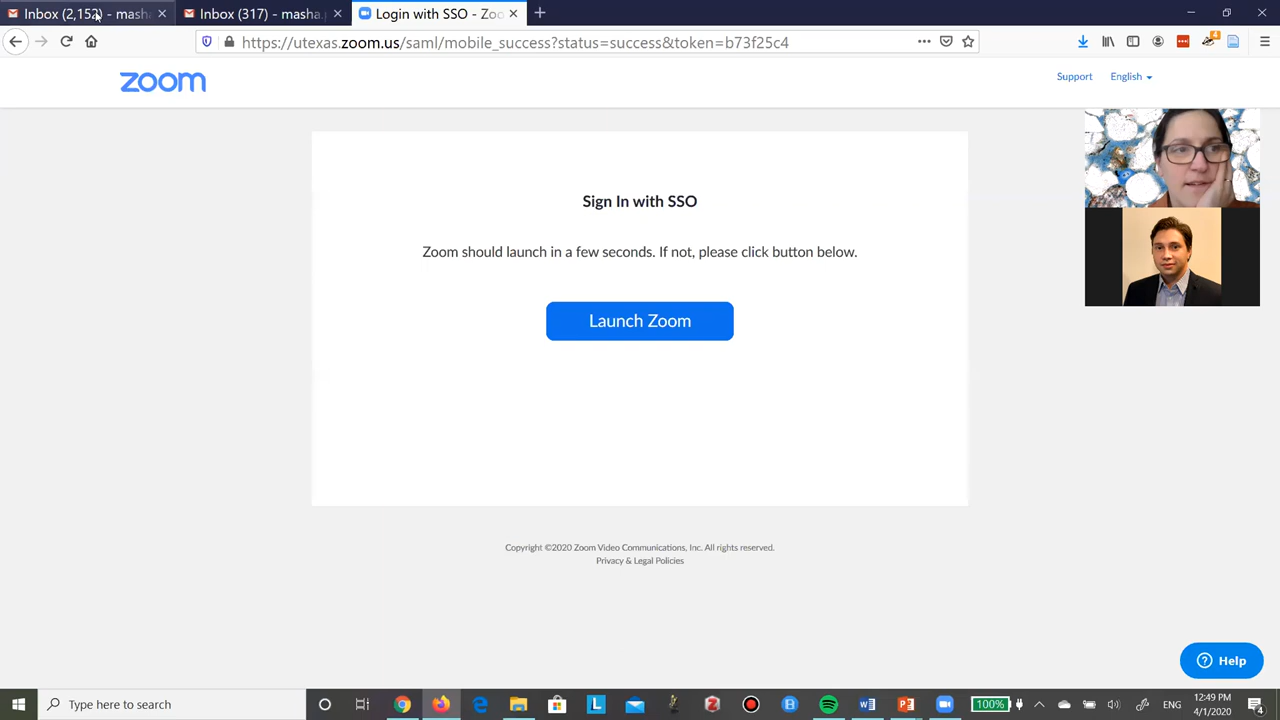 Inbox (2,152) - masha
Inbox (317) - masha.p
Login with SSO - Zoo
https://utexas.zoom.us/saml/mobile_success?status=success&token=b73f25c4
4
zoom
Support
English
Sign In with SSO
Zoom should launch in a few seconds. If not, please click button below.
Launch Zoom
Copyright ©2020 Zoom Video Communications, Inc. All rights reserved.
Privacy & Legal Policies
? Help
Type here to search
100%
ENG
12:49 PM
4/1/2020
4